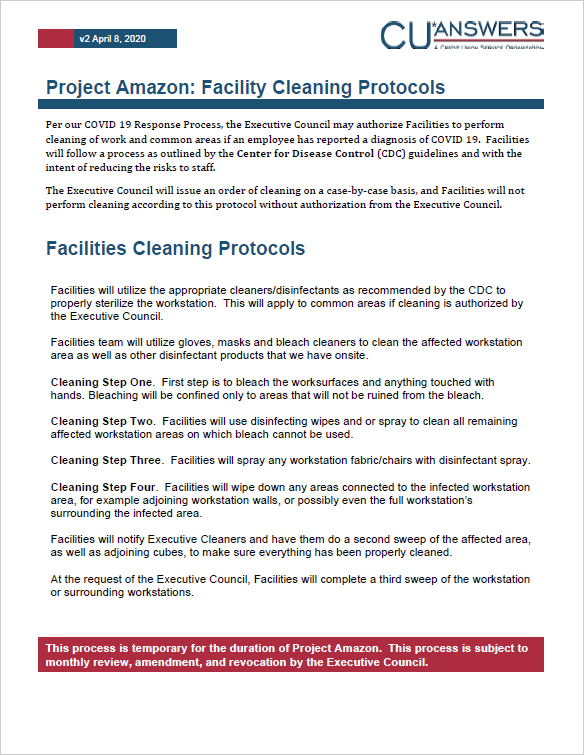 v2 April 8, 2020
CU*ANSWERS
A CREDIT UNION SERVICE ORGANIZATION
Project Amazon: Facility Cleaning Protocols
Per our COVID 19 Response Process, the Executive Council may authorize Facilities to perform
cleaning of work and common areas if an employee has reported a diagnosis of COVID 19.  Facilities
will follow a process as outlined by the Center for Disease Control (CDC) guidelines and with the
intent of reducing the risks to staff.
The Executive Council will issue an order of cleaning on a case-by-case basis, and Facilities will not
perform cleaning according to this protocol without authorization from the Executive Council.
Facilities Cleaning Protocols
Facilities will utilize the appropriate cleaners/disinfectants as recommended by the CDC to
properly sterilize the workstation.  This will apply to common areas if cleaning is authorized by
the Executive Council.
Facilities team will utilize gloves, masks and bleach cleaners to clean the affected workstation
area as well as other disinfectant products that we have onsite.
Cleaning Step One.  First step is to bleach the worksurfaces and anything touched with
hands. Bleaching will be confined only to areas that will not be ruined from the bleach.
Cleaning Step Two.  Facilities will use disinfecting wipes and or spray to clean all remaining
affected workstation areas on which bleach cannot be used.
Cleaning Step Three.  Facilities will spray any workstation fabric/chairs with disinfectant spray.
Cleaning Step Four.  Facilities will wipe down any areas connected to the infected workstation
area, for example adjoining workstation walls, or possibly even the full workstation's
surrounding the infected area.
Facilities will notify Executive Cleaners and have them do a second sweep of the affected area,
as well as adjoining cubes, to make sure everything has been properly cleaned.
At the request of the Executive Council, Facilities will complete a third sweep of the workstation
or surrounding workstations.
This process is temporary for the duration of Project Amazon.  This process is subject to
monthly review, amendment, and revocation by the Executive Council.